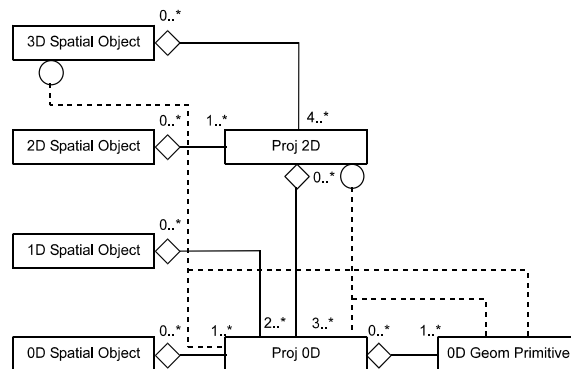 0..*
3D Spatial Object
0..*
1..*
4..*
2D Spatial Object
Proj 2D
0..*
0..*
1D Spatial Object
0..*
1..*
2..*
3..*
0..*
1..*
0D Spatial Object
Proj 0D
0D Geom Primitive